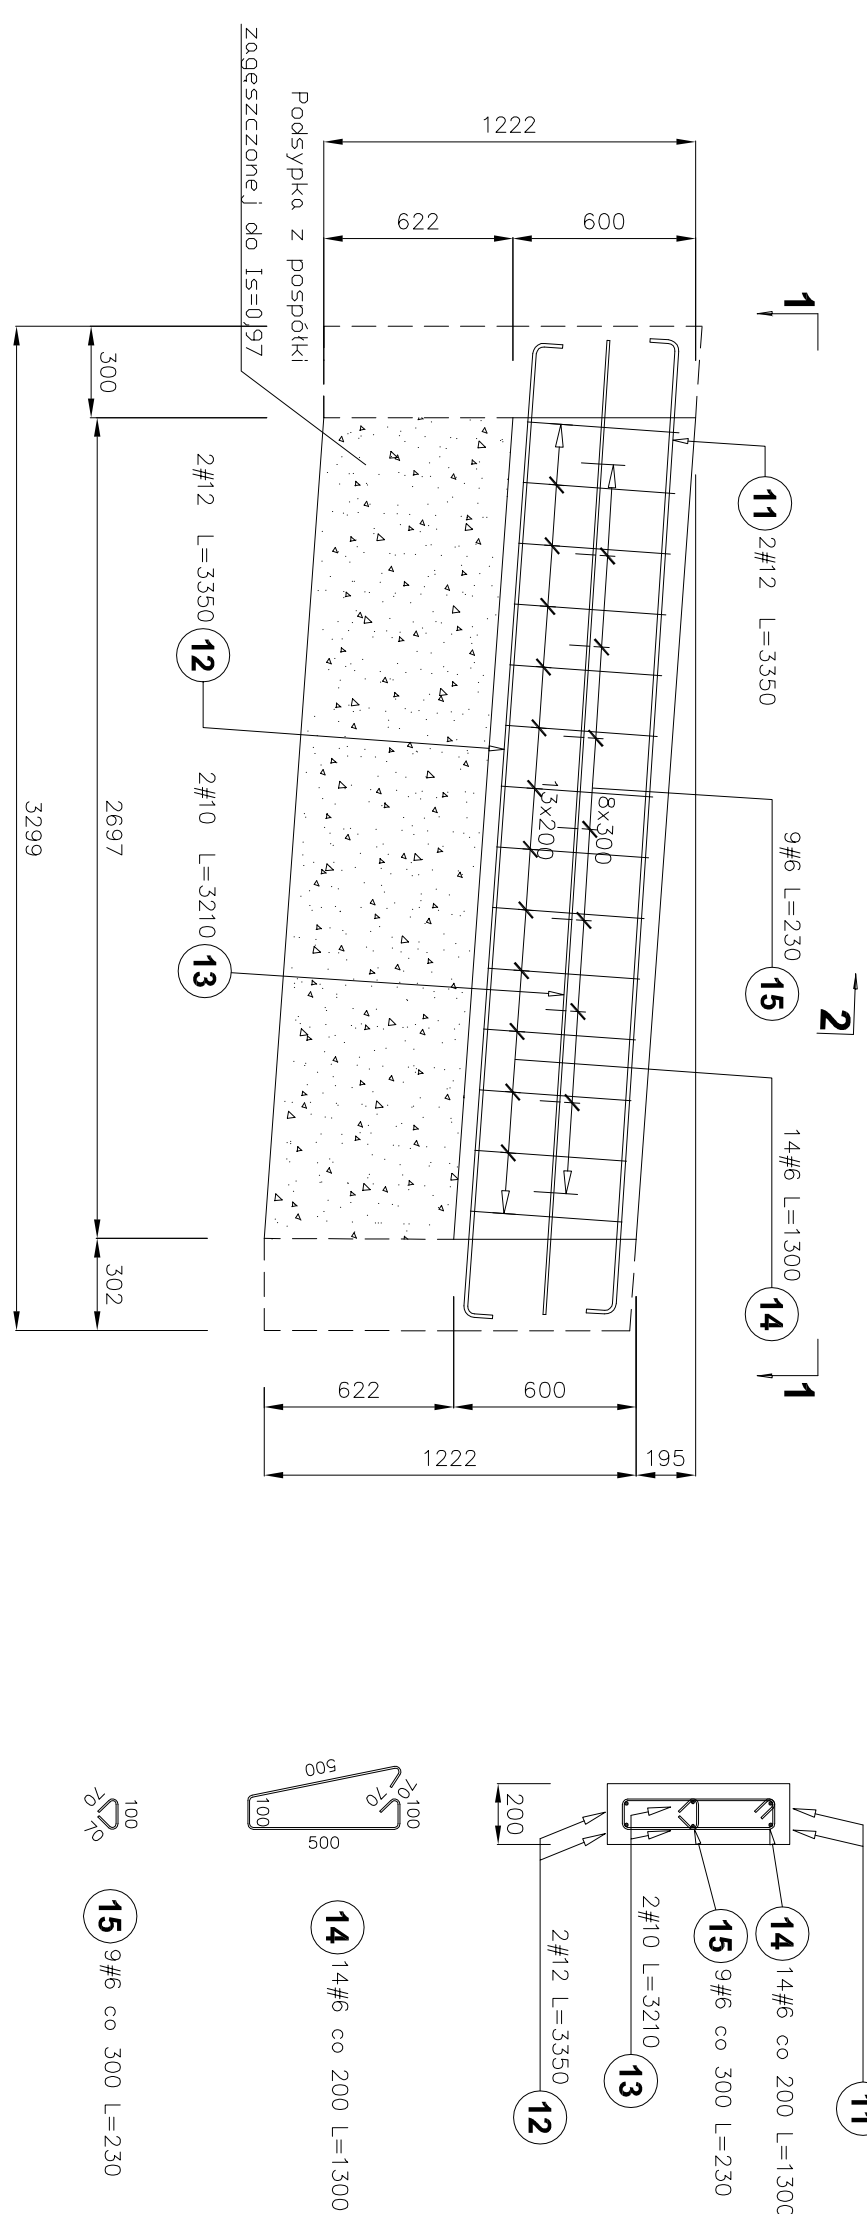 1
1
2
11
2#12 L=3350
9#6 L=230
15
14#6 L=1300
14
1222
600
622
8x300
13x200
Podsypka z pospółki
zagęszczonej do Is=0,97
2#12 L=3350
12
2#10 L=3210
13
600
622
1222
195
300
2697
302
3299
11
14
14#6 co 200 L=1300
15
9#6 co 300 L=230
2#10 L=3210
13
2#12 L=3350
12
200
500
70
70
100
100
500
14
14#6 co 200 L=1300
100
70
70
15
9#6 co 300 L=230